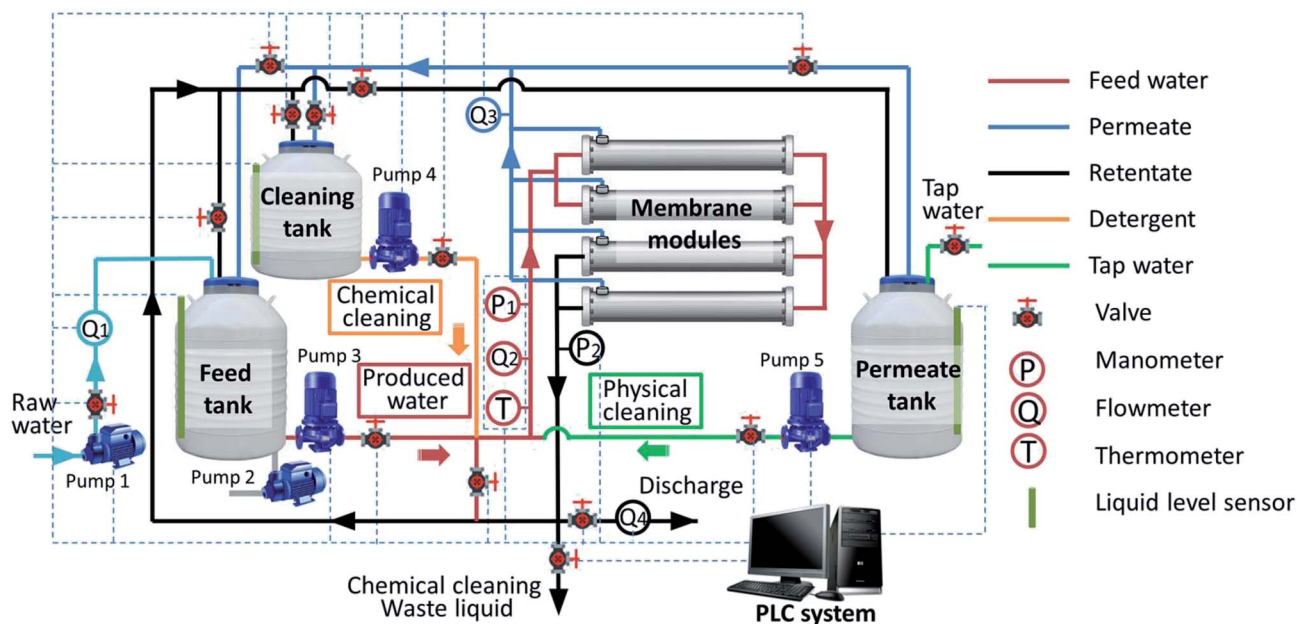 Q3
Feed water
Permeate
Retentate
Detergent
Tap water
Valve
Manometer
Flowmeter
Thermometer
Liquid level sensor
P
Q
T
Pump 4
Cleaning
tank
Membrane
modules
Tap
water
Chemical
cleaning
P1
Q1
Q2
P2
Pump 3
Pump 5
Feed
tank
Produced
water
T
Physical
cleaning
Permeate
tank
Raw
water
Pump 1
Pump 2
Discharge
Q4
Chemical cleaning
Waste liquid
PLC system